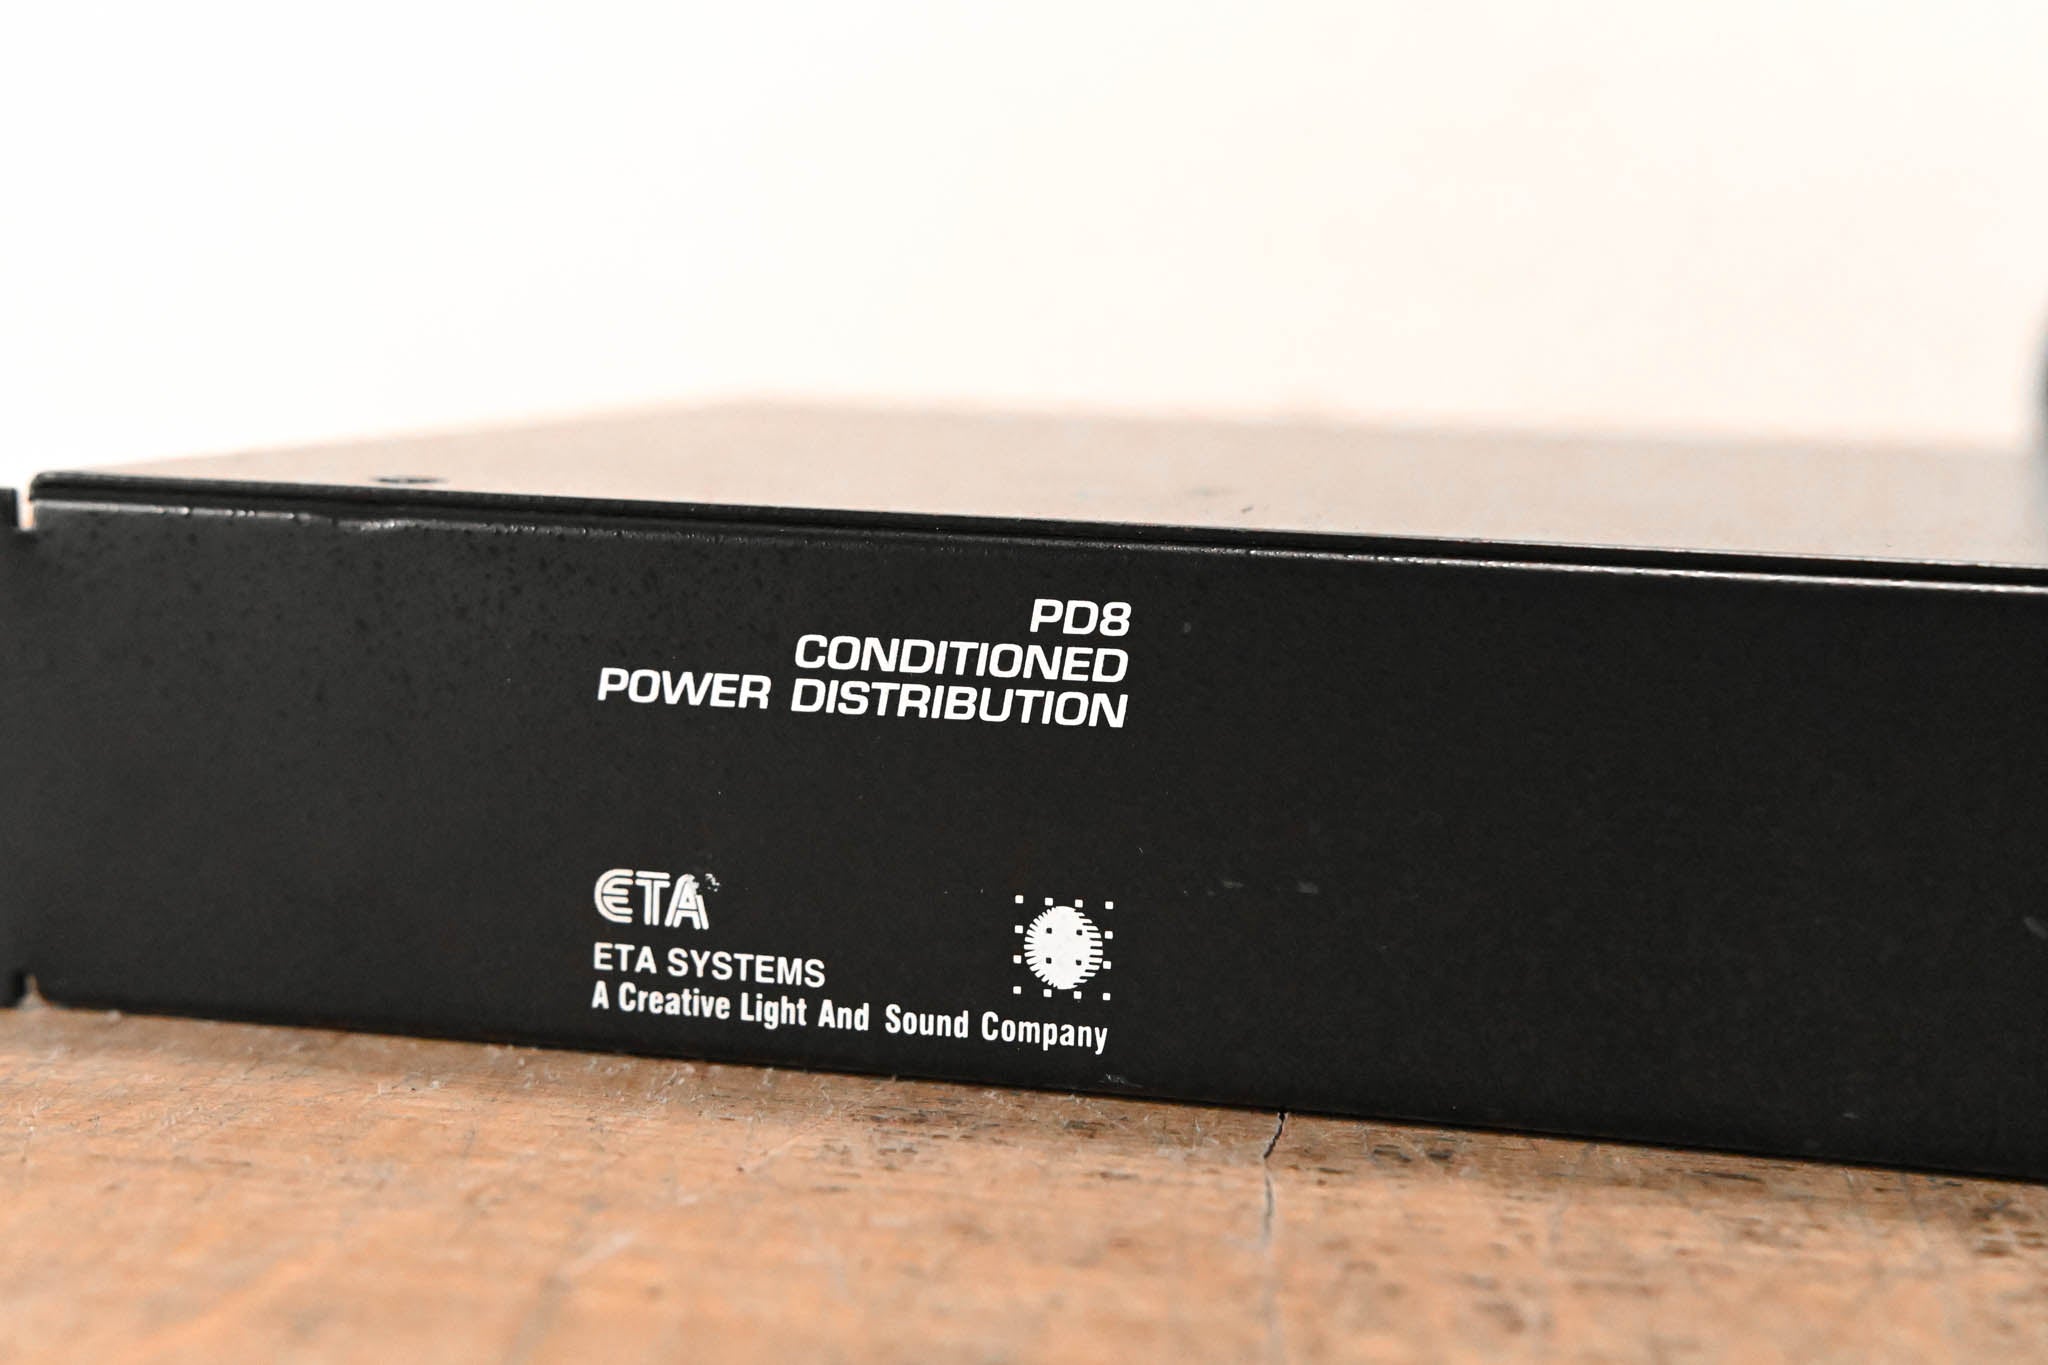 PD8
CONDITIONED
POWER DISTRIBUTION
ETA
ETA SYSTEMS
A Creative Light And Sound Company